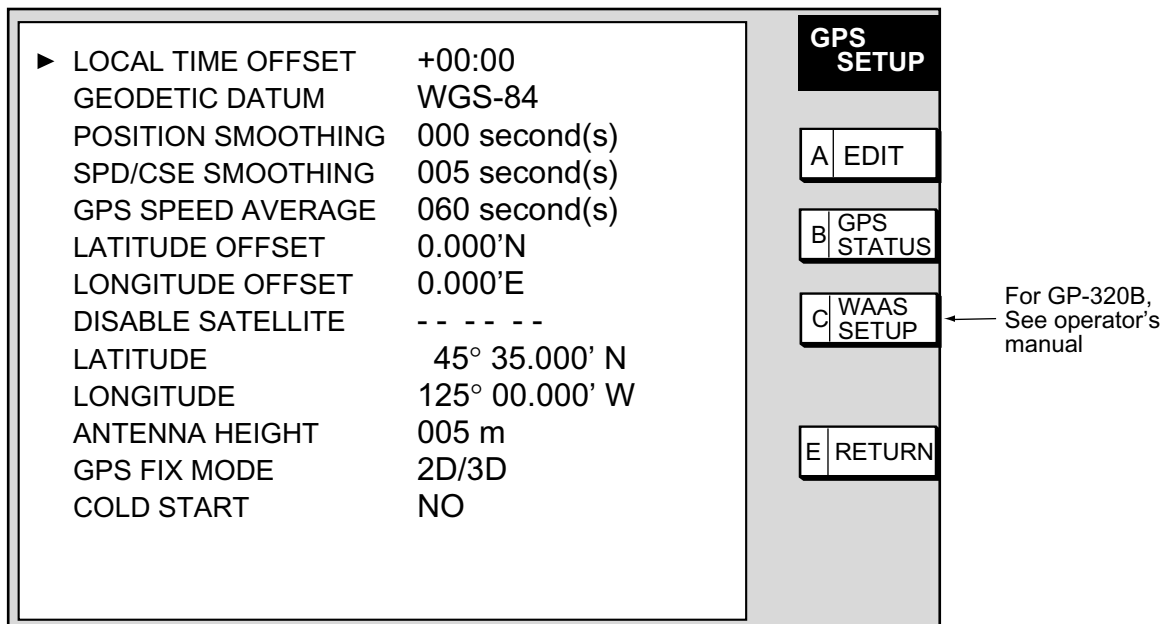 ► LOCAL TIME OFFSET +00:00
GEODETIC DATUM WGS-84
POSITION SMOOTHING 000 second(s)
SPD/CSE SMOOTHING 005 second(s)
GPS SPEED AVERAGE 060 second(s)
LATITUDE OFFSET 0.000’N
LONGITUDE OFFSET 0.000’E
DISABLE SATELLITE - - - - - -
LATITUDE 45° 35.000’ N
LONGITUDE 125° 00.000’ W
ANTENNA HEIGHT 005 m
GPS FIX MODE 2D/3D
COLD START NO
GPS
SETUP
A EDIT
B GPS
STATUS
C WAAS
SETUP
E RETURN
For GP-320B,
See operator’s
manual